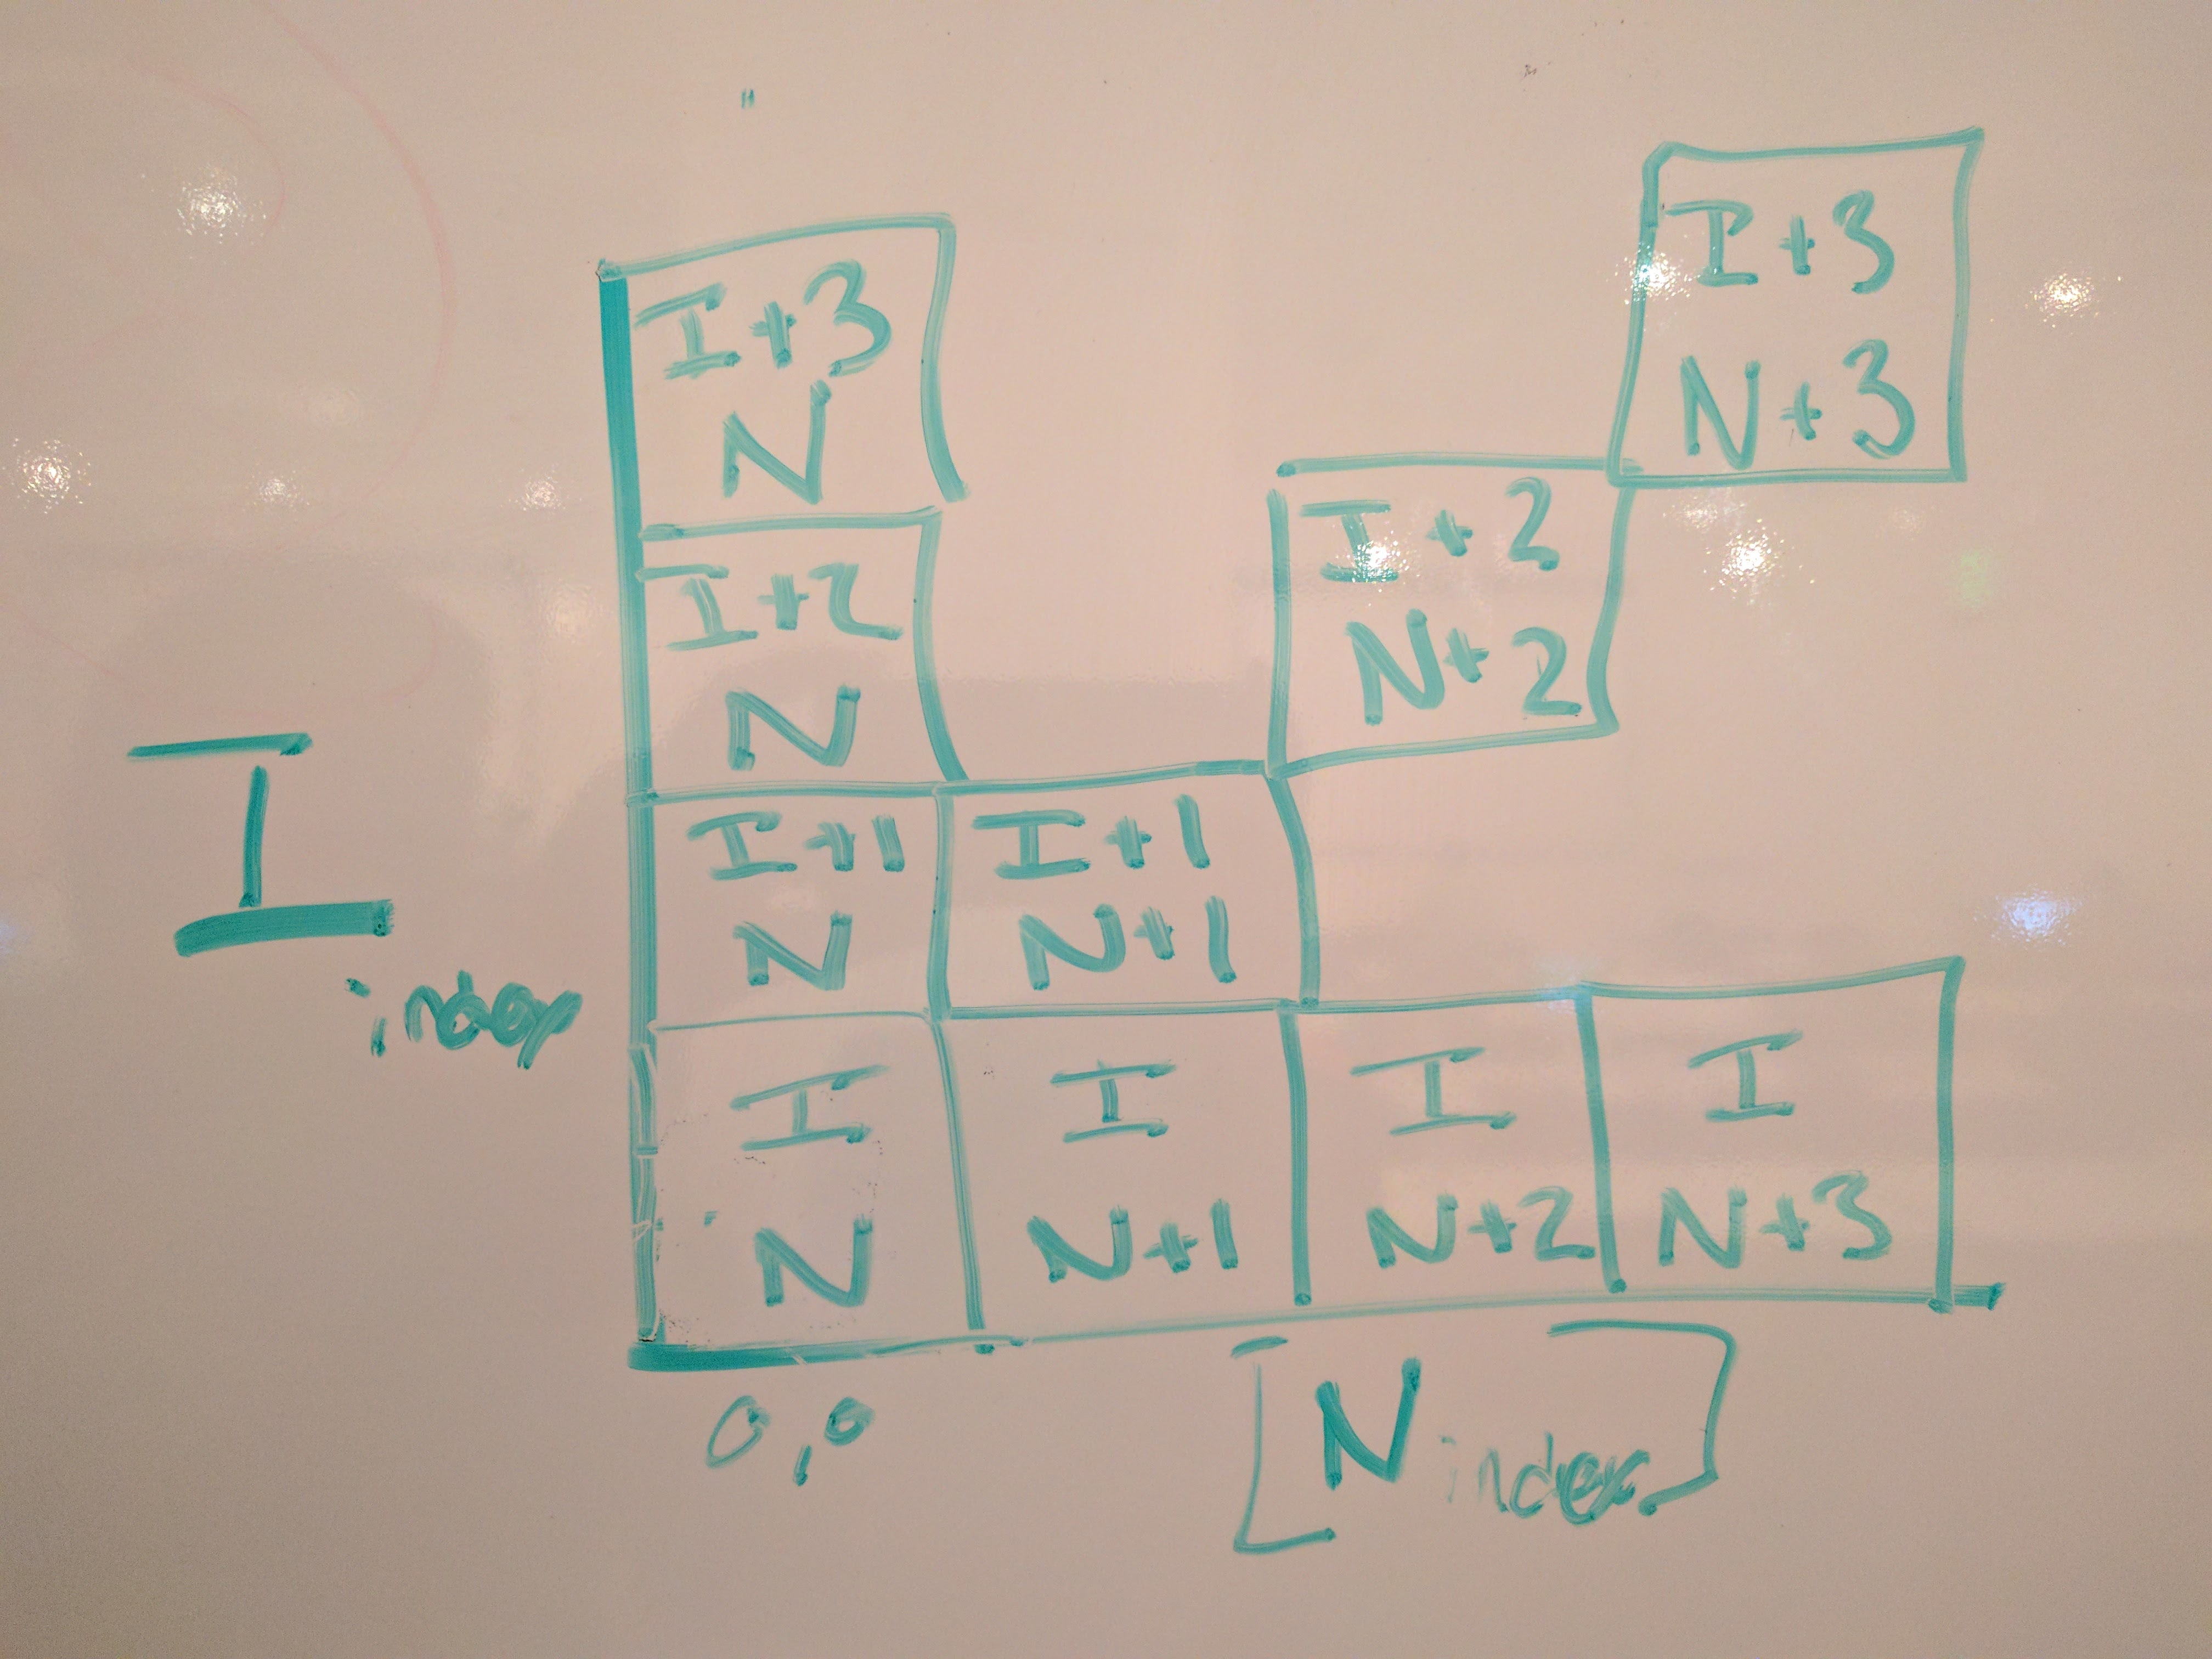 I+3
N+3
I+3
N
I+2
N+2
I+2
N
I+1 I+1
N N+1
I index
I I I I
N N+1 N+2 N+3
0,0
[N index]